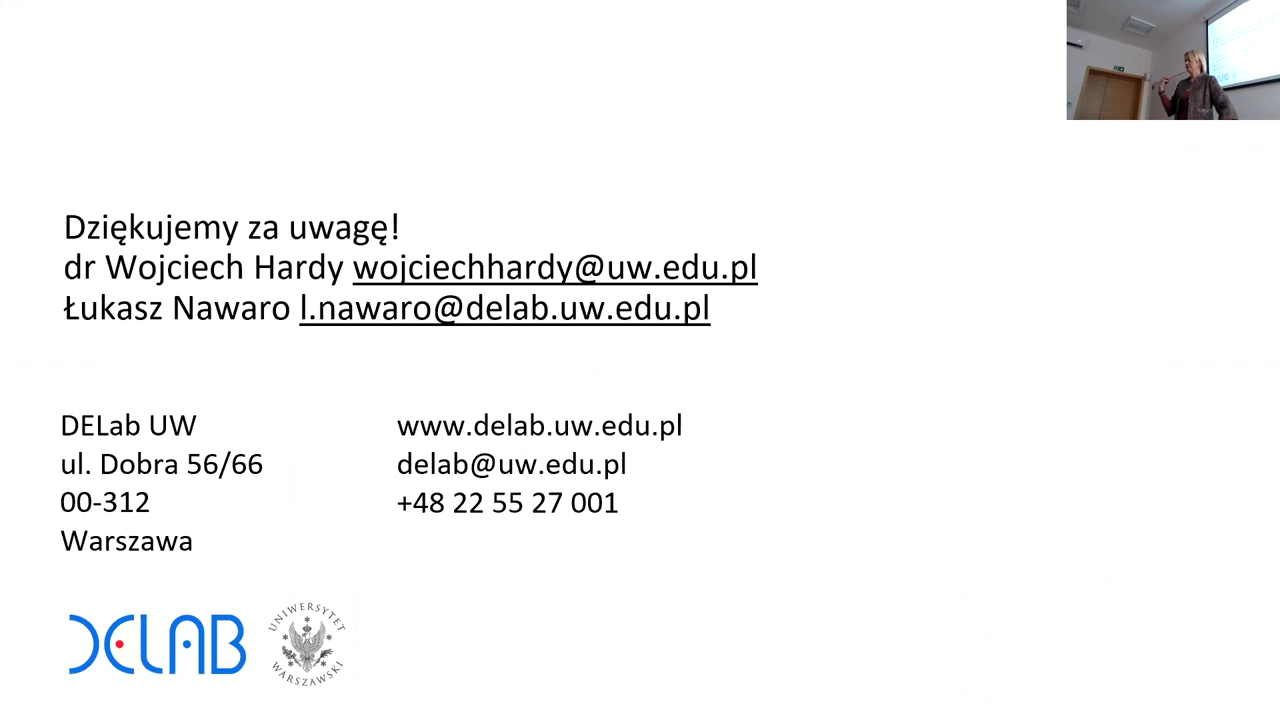 Dziękujemy za uwagę!
dr Wojciech Hardy wojciechhardy@uw.edu.pl
Łukasz Nawaro l.nawaro@delab.uw.edu.pl
DELab UW
ul. Dobra 56/66
00-312
Warszawa
www.delab.uw.edu.pl
delab@uw.edu.pl
+48 22 55 27 001
DELAB
UNIWERSYTET
WARSZAWSKI